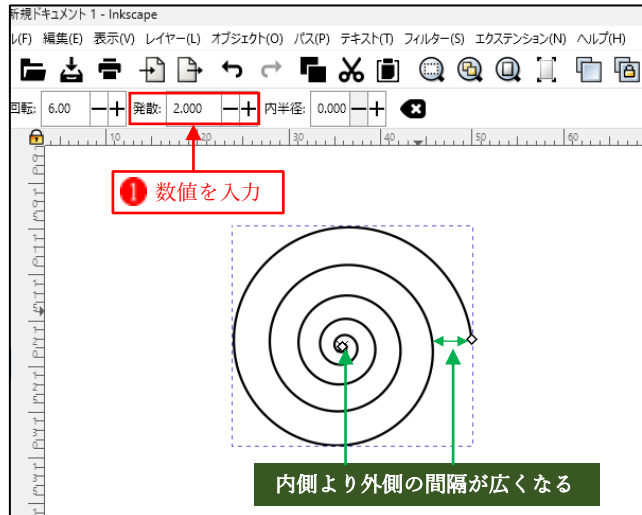 新規ドキュメント 1 - Inkscape
ル(F) 編集(E) 表示(V) レイヤー(L) オブジェクト(O) パス(P) テキスト(T) フィルター(S) エクステンション(N) ヘルプ(H)
回転: 6.00 発散: 2.000 内半径: 0.000
10 20 30 40 50 60
1 数値を入力
内側より外側の間隔が広くなる